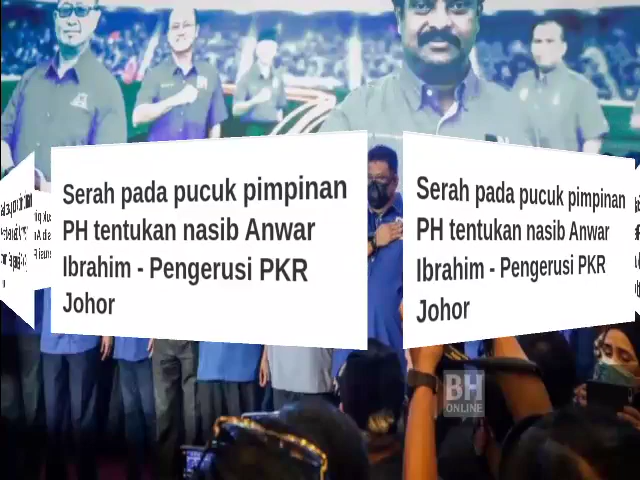 Serah pada pucuk pimpinan
PH tentukan nasib Anwar
Ibrahim - Pengerusi PKR
Johor
Serah pada pucuk pimpinan
PH tentukan nasib Anwar
Ibrahim - Pengerusi PKR
Johor
BH
ONLINE